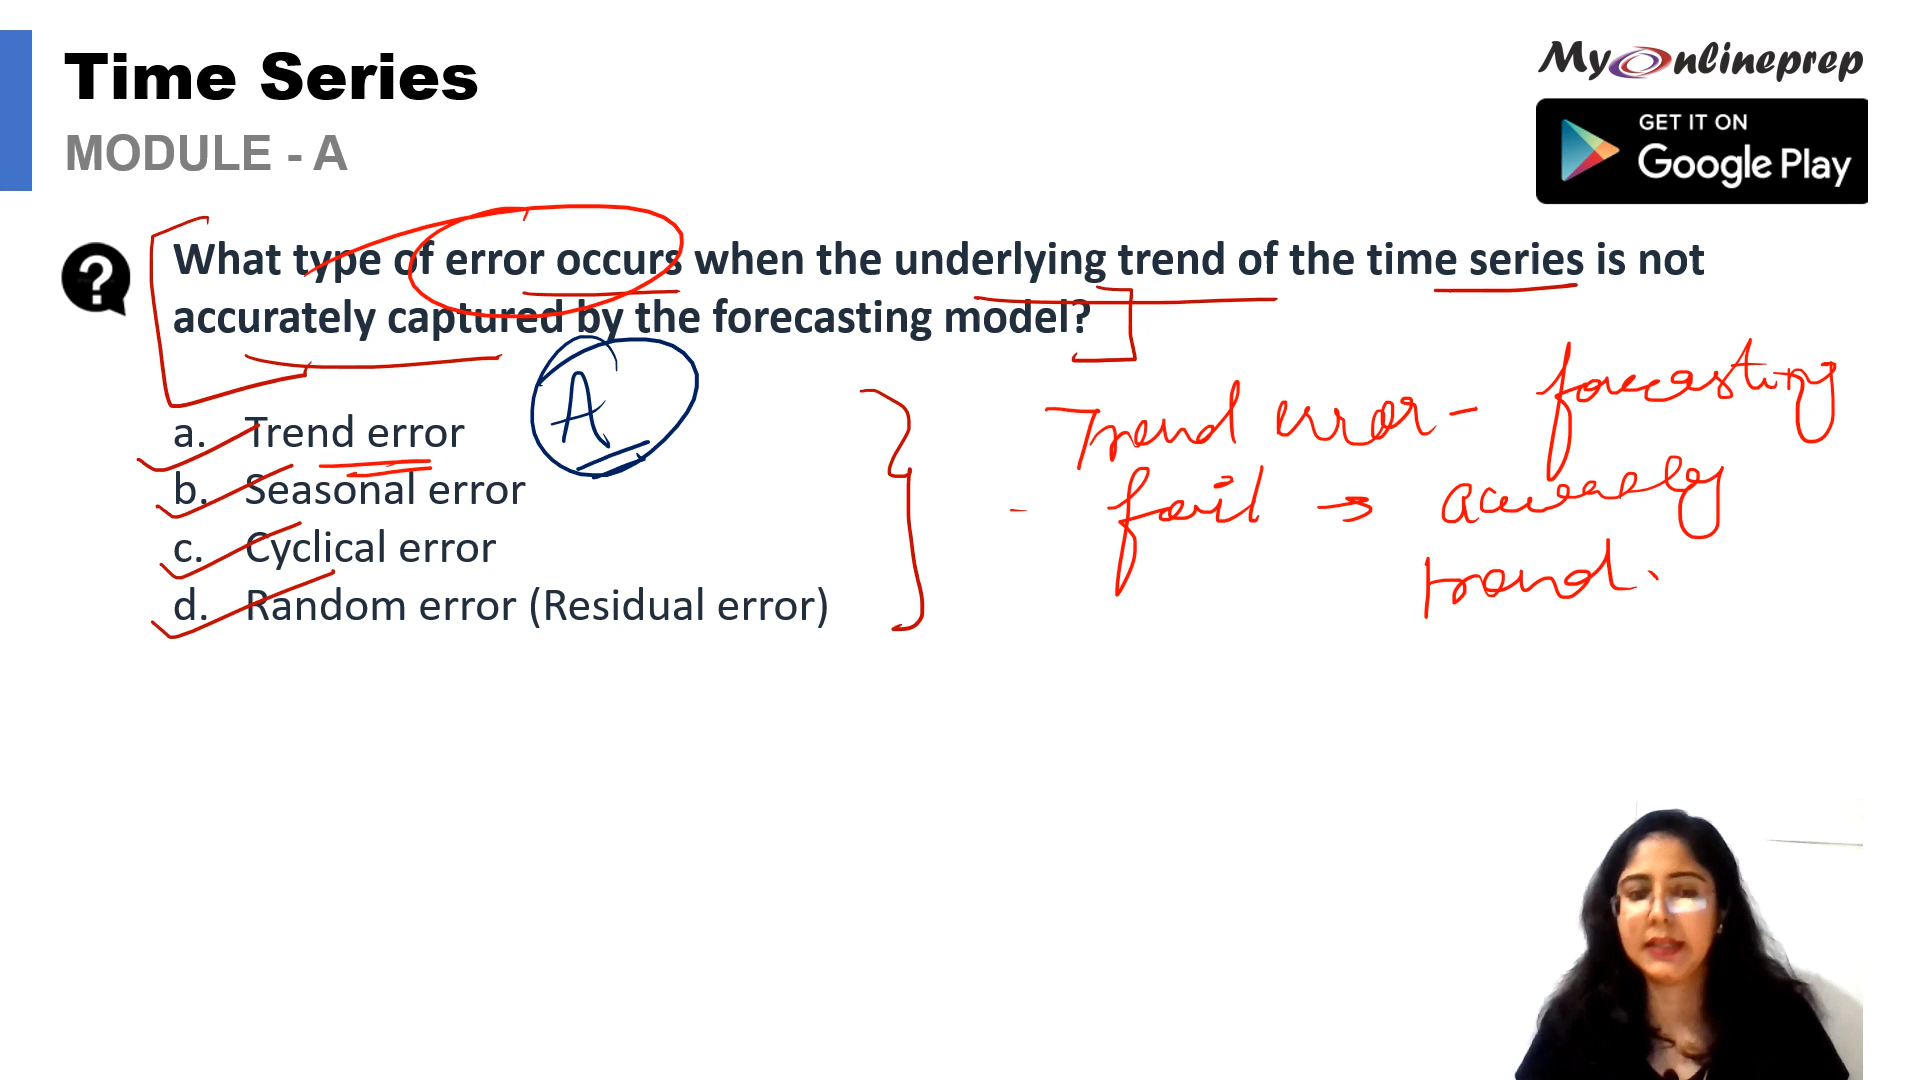 Time Series
MODULE - A
MyOnlineprep
GET IT ON
Google Play
What type of error occurs when the underlying trend of the time series is not
accurately captured by the forecasting model?
a. Trend error
b. Seasonal error
c. Cyclical error
d. Random error (Residual error)
A
Trend error - forecasting
- fail → accurately
trend.